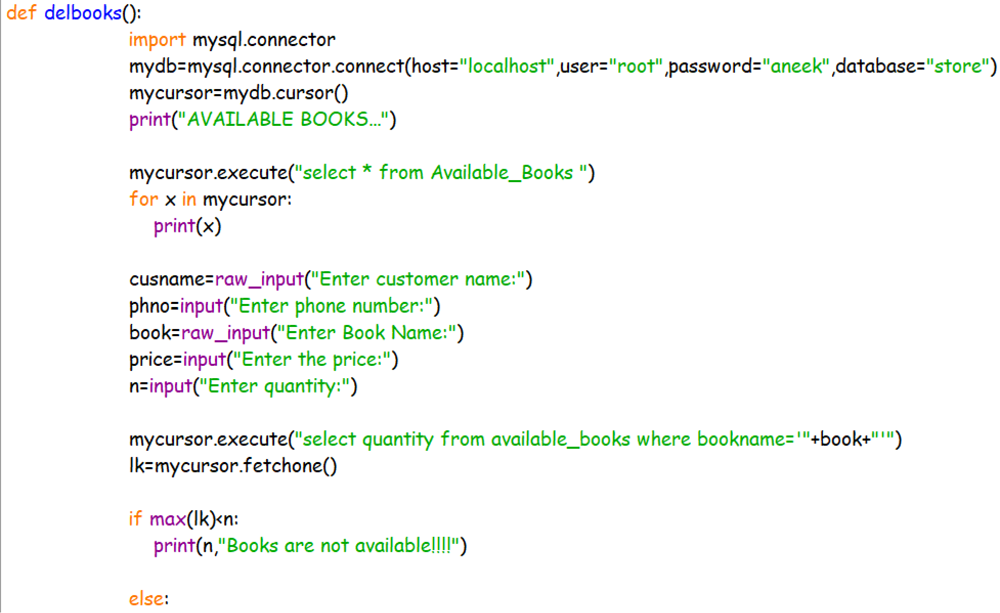 def delbooks():
import mysql.connector
mydb=mysql.connector.connect(host="localhost",user="root",password="aneek",database="store")
mycursor=mydb.cursor()
print("AVAILABLE BOOKS...")
mycursor.execute("select * from Available_Books ")
for x in mycursor:
print(x)
cusname=raw_input("Enter customer name:")
phno=input("Enter phone number:")
book=raw_input("Enter Book Name:")
price=input("Enter the price:")
n=input("Enter quantity:")
mycursor.execute("select quantity from available_books where bookname='"+book+"'")
lk=mycursor.fetchone()
if max(lk)<n:
print(n,"Books are not available!!!!")
else: